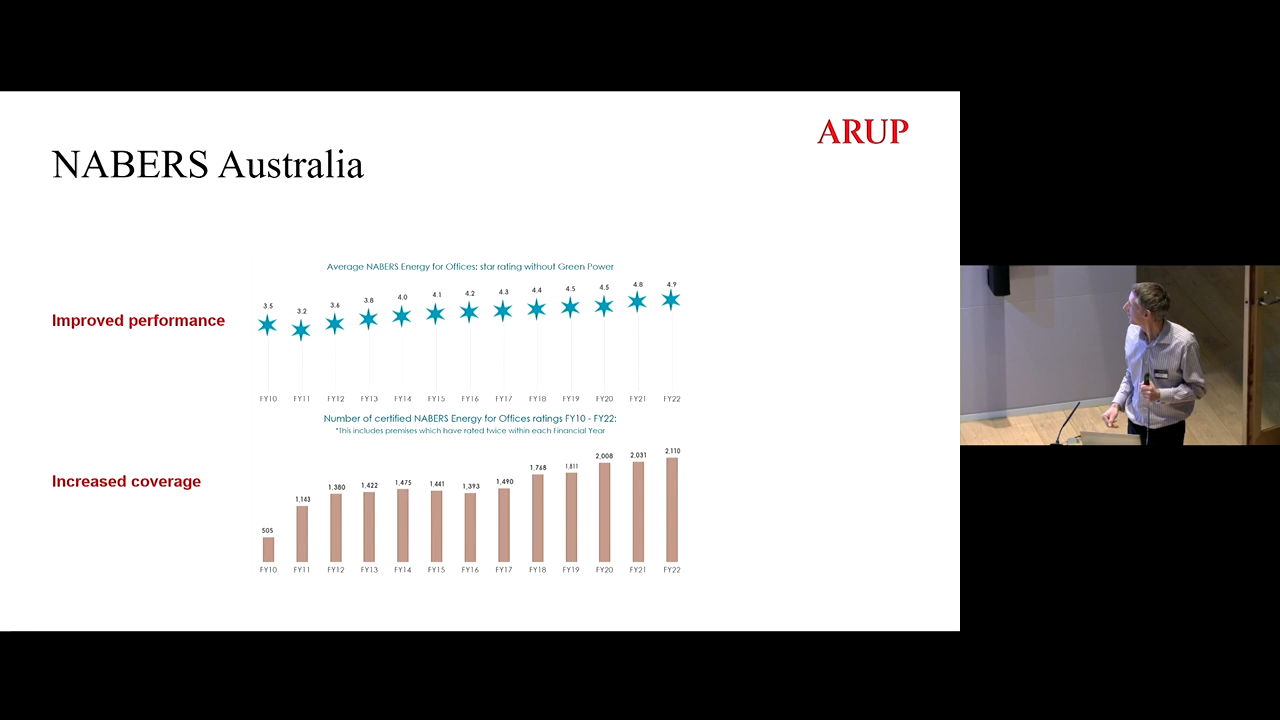 ARUP
NABERS Australia
Average NABERS Energy for Offices: star rating without Green Power
3.5 3.2 3.6 3.8 4.0 4.1 4.2 4.3 4.4 4.5 4.5 4.8 4.9
Improved performance
FY10 FY11 FY12 FY13 FY14 FY15 FY16 FY17 FY18 FY19 FY20 FY21 FY22
Number of certified NABERS Energy for Offices ratings FY10 - FY22:
*This includes premises which have rated twice within each Financial Year
505 1,143 1,380 1,422 1,475 1,441 1,393 1,490 1,768 1,811 2,008 2,031 2,110
Increased coverage
FY10 FY11 FY12 FY13 FY14 FY15 FY16 FY17 FY18 FY19 FY20 FY21 FY22